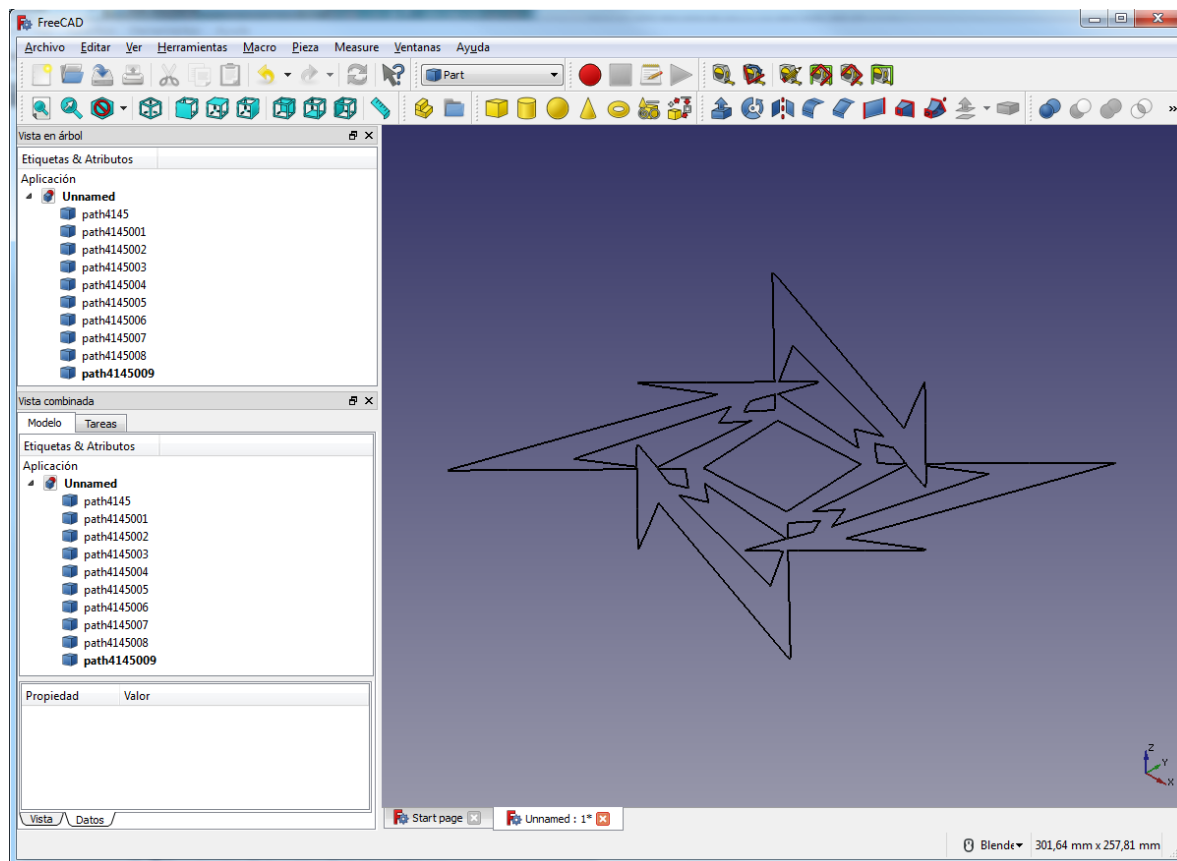 FreeCAD
Archivo Editar Ver Herramientas Macro Pieza Measure Ventanas Ayuda
Part
»
Vista en árbol
Etiquetas & Atributos
Aplicación
Unnamed
path4145
path4145001
path4145002
path4145003
path4145004
path4145005
path4145006
path4145007
path4145008
path4145009
Vista combinada
Modelo Tareas
Etiquetas & Atributos
Aplicación
Unnamed
path4145
path4145001
path4145002
path4145003
path4145004
path4145005
path4145006
path4145007
path4145008
path4145009
Propiedad Valor
Vista Datos
Z
Y
X
Start page Unnamed : 1*
Blende 301,64 mm x 257,81 mm